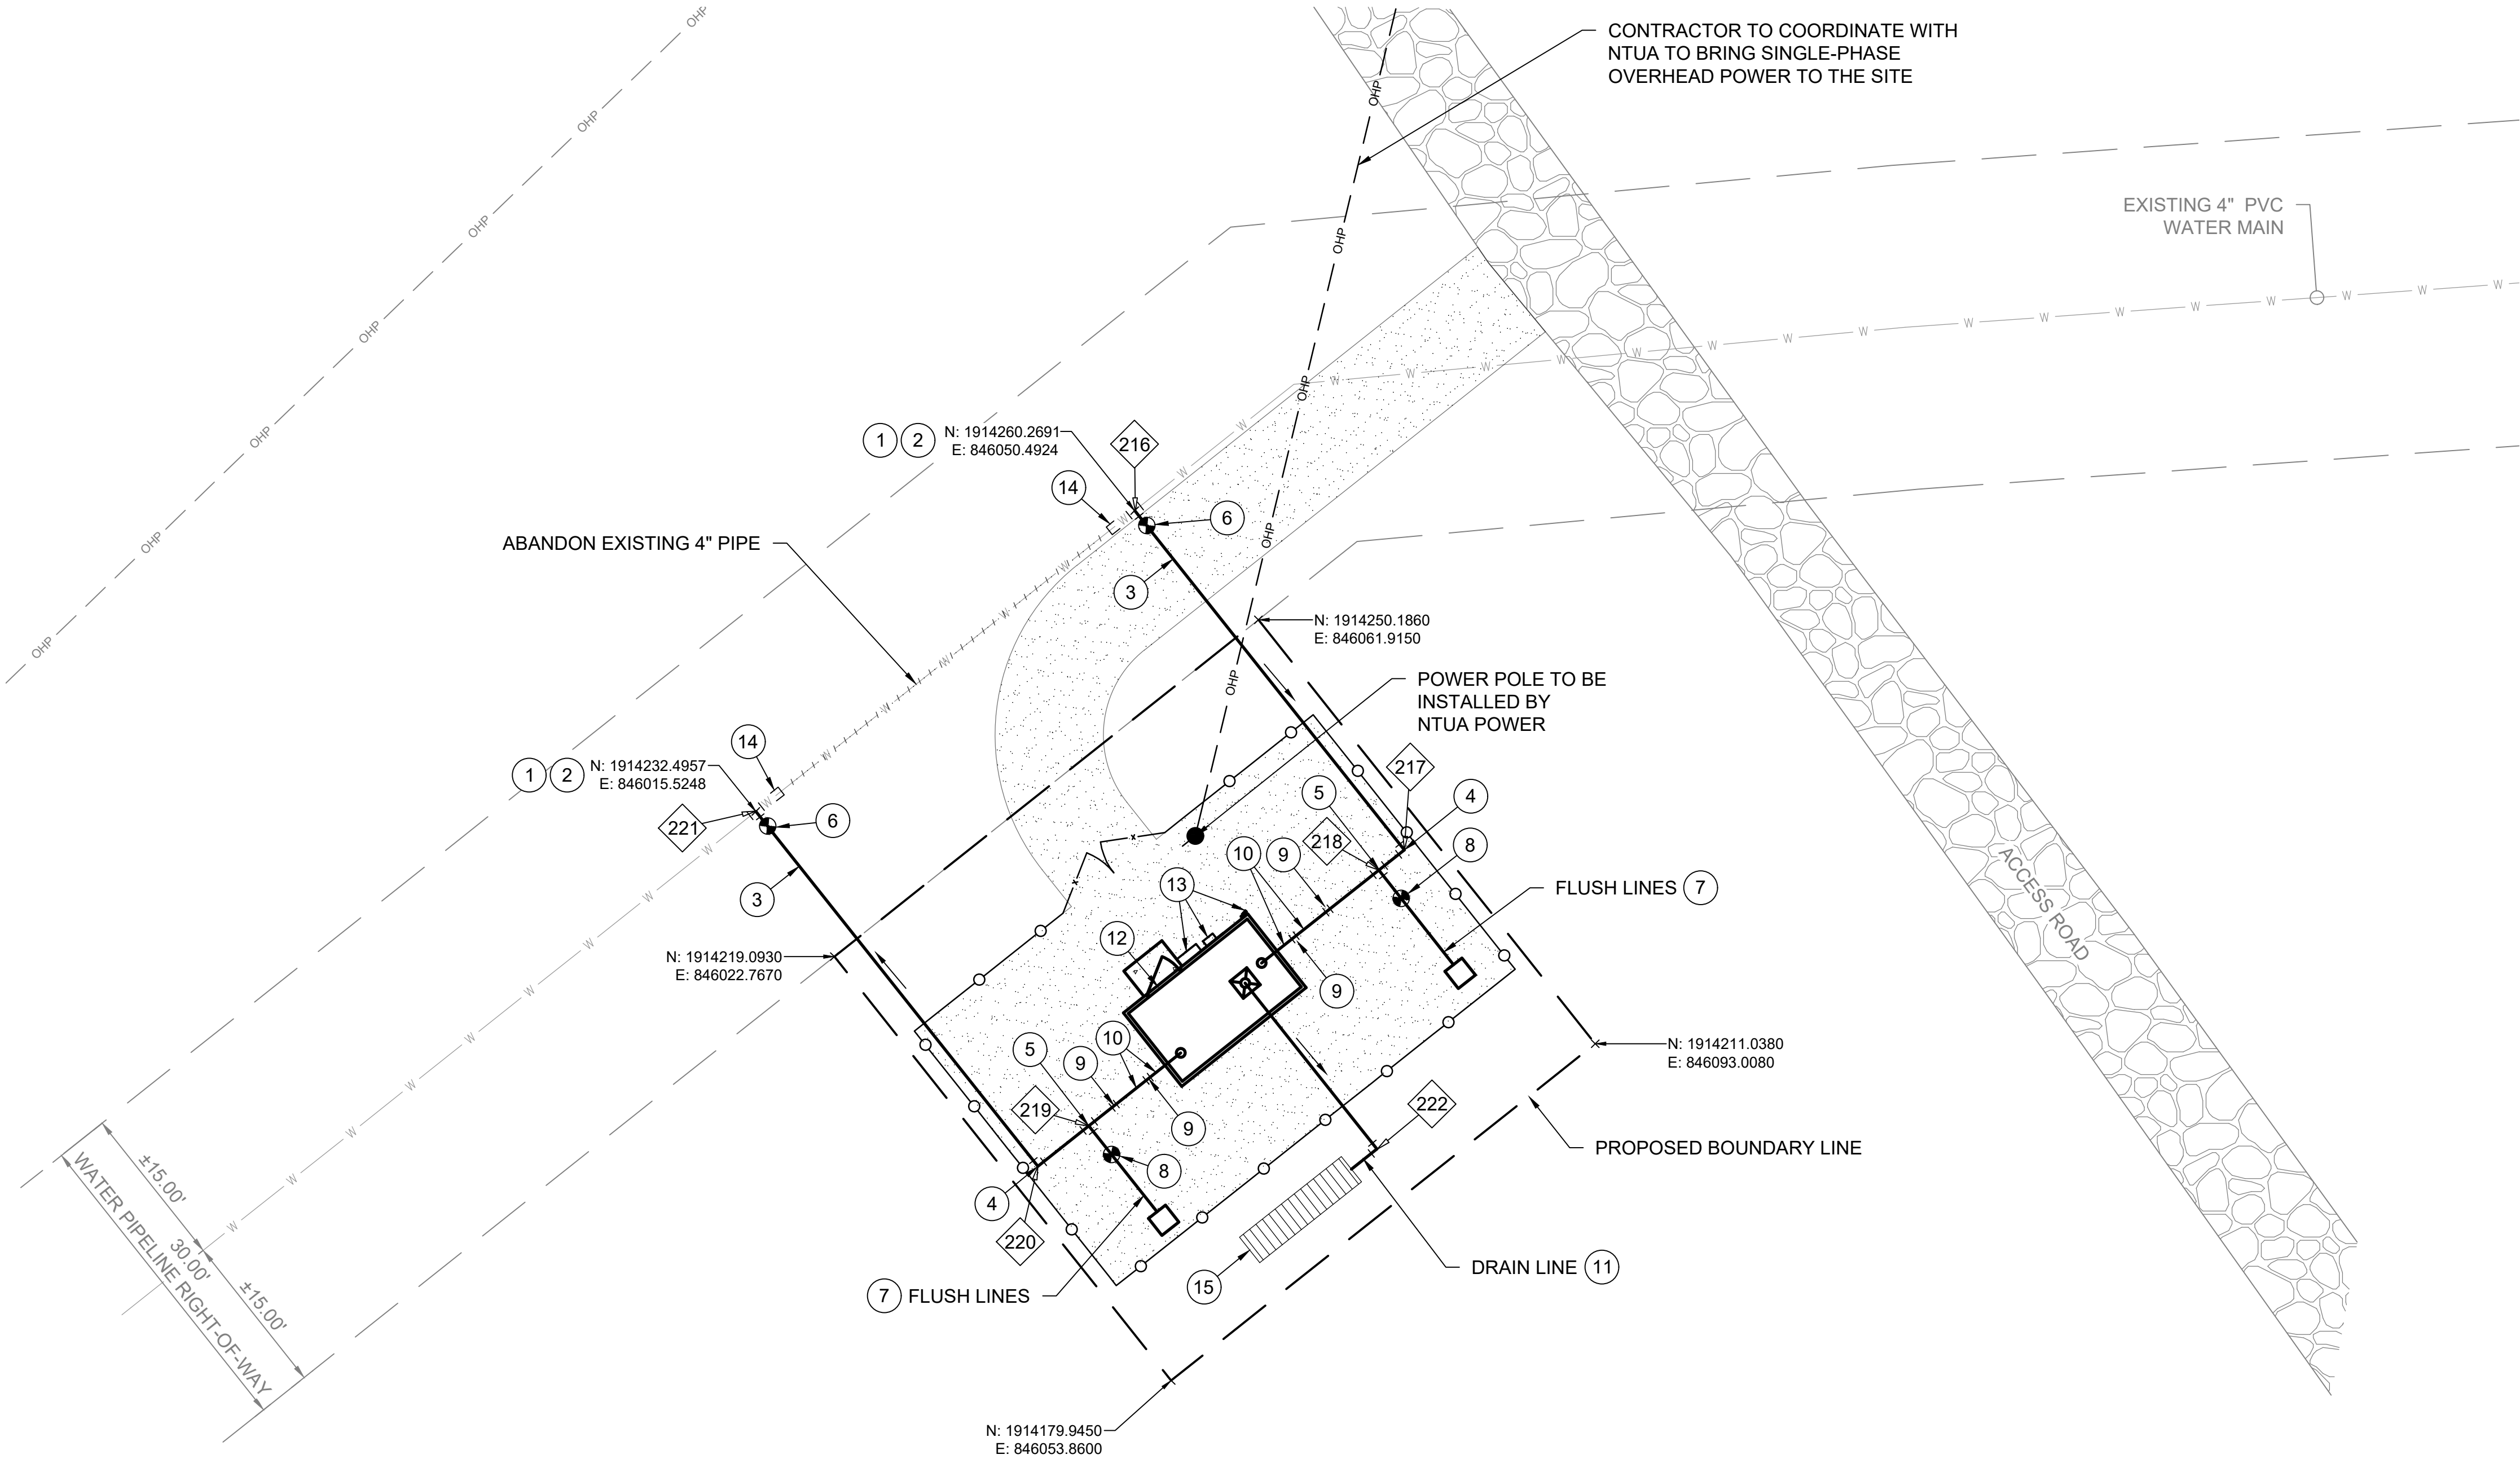 CONTRACTOR TO COORDINATE WITH
NTUA TO BRING SINGLE-PHASE
OVERHEAD POWER TO THE SITE
OHP
OHP
OHP
OHP
OHP
OHP
OHP
OHP
OHP
OHP
OHP
OHP
OHP
EXISTING 4" PVC
WATER MAIN
W W W W W W W W W W W W W W
W
W
1 2
N: 1914260.2691
E: 846050.4924
216
14
W
6
ABANDON EXISTING 4" PIPE
W
W
W
W
W
3
N: 1914250.1860
E: 846061.9150
POWER POLE TO BE
INSTALLED BY
NTUA POWER
14
1 2
N: 1914232.4957
E: 846015.5248
W
221
6
217
5
4
x
218
8
10
9
x
13
FLUSH LINES 7
3
12
ACCESS ROAD
N: 1914219.0930
E: 846022.7670
9
N: 1914211.0380
E: 846093.0080
10
5
9
219
9
222
PROPOSED BOUNDARY LINE
8
4
220
15
DRAIN LINE 11
7 FLUSH LINES
W
W
W
W
W
W
W
W
W
±15.00'
30.00'
WATER PIPELINE RIGHT-OF-WAY
±15.00'
N: 1914179.9450
E: 846053.8600